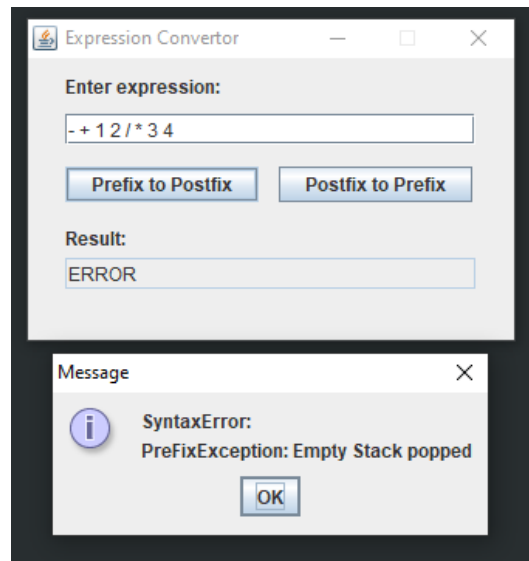 Expression Convertor
Enter expression:
- + 1 2 / * 3 4
Prefix to Postfix Postfix to Prefix
Result:
ERROR
Message
SyntaxError:
PreFixException: Empty Stack popped
OK